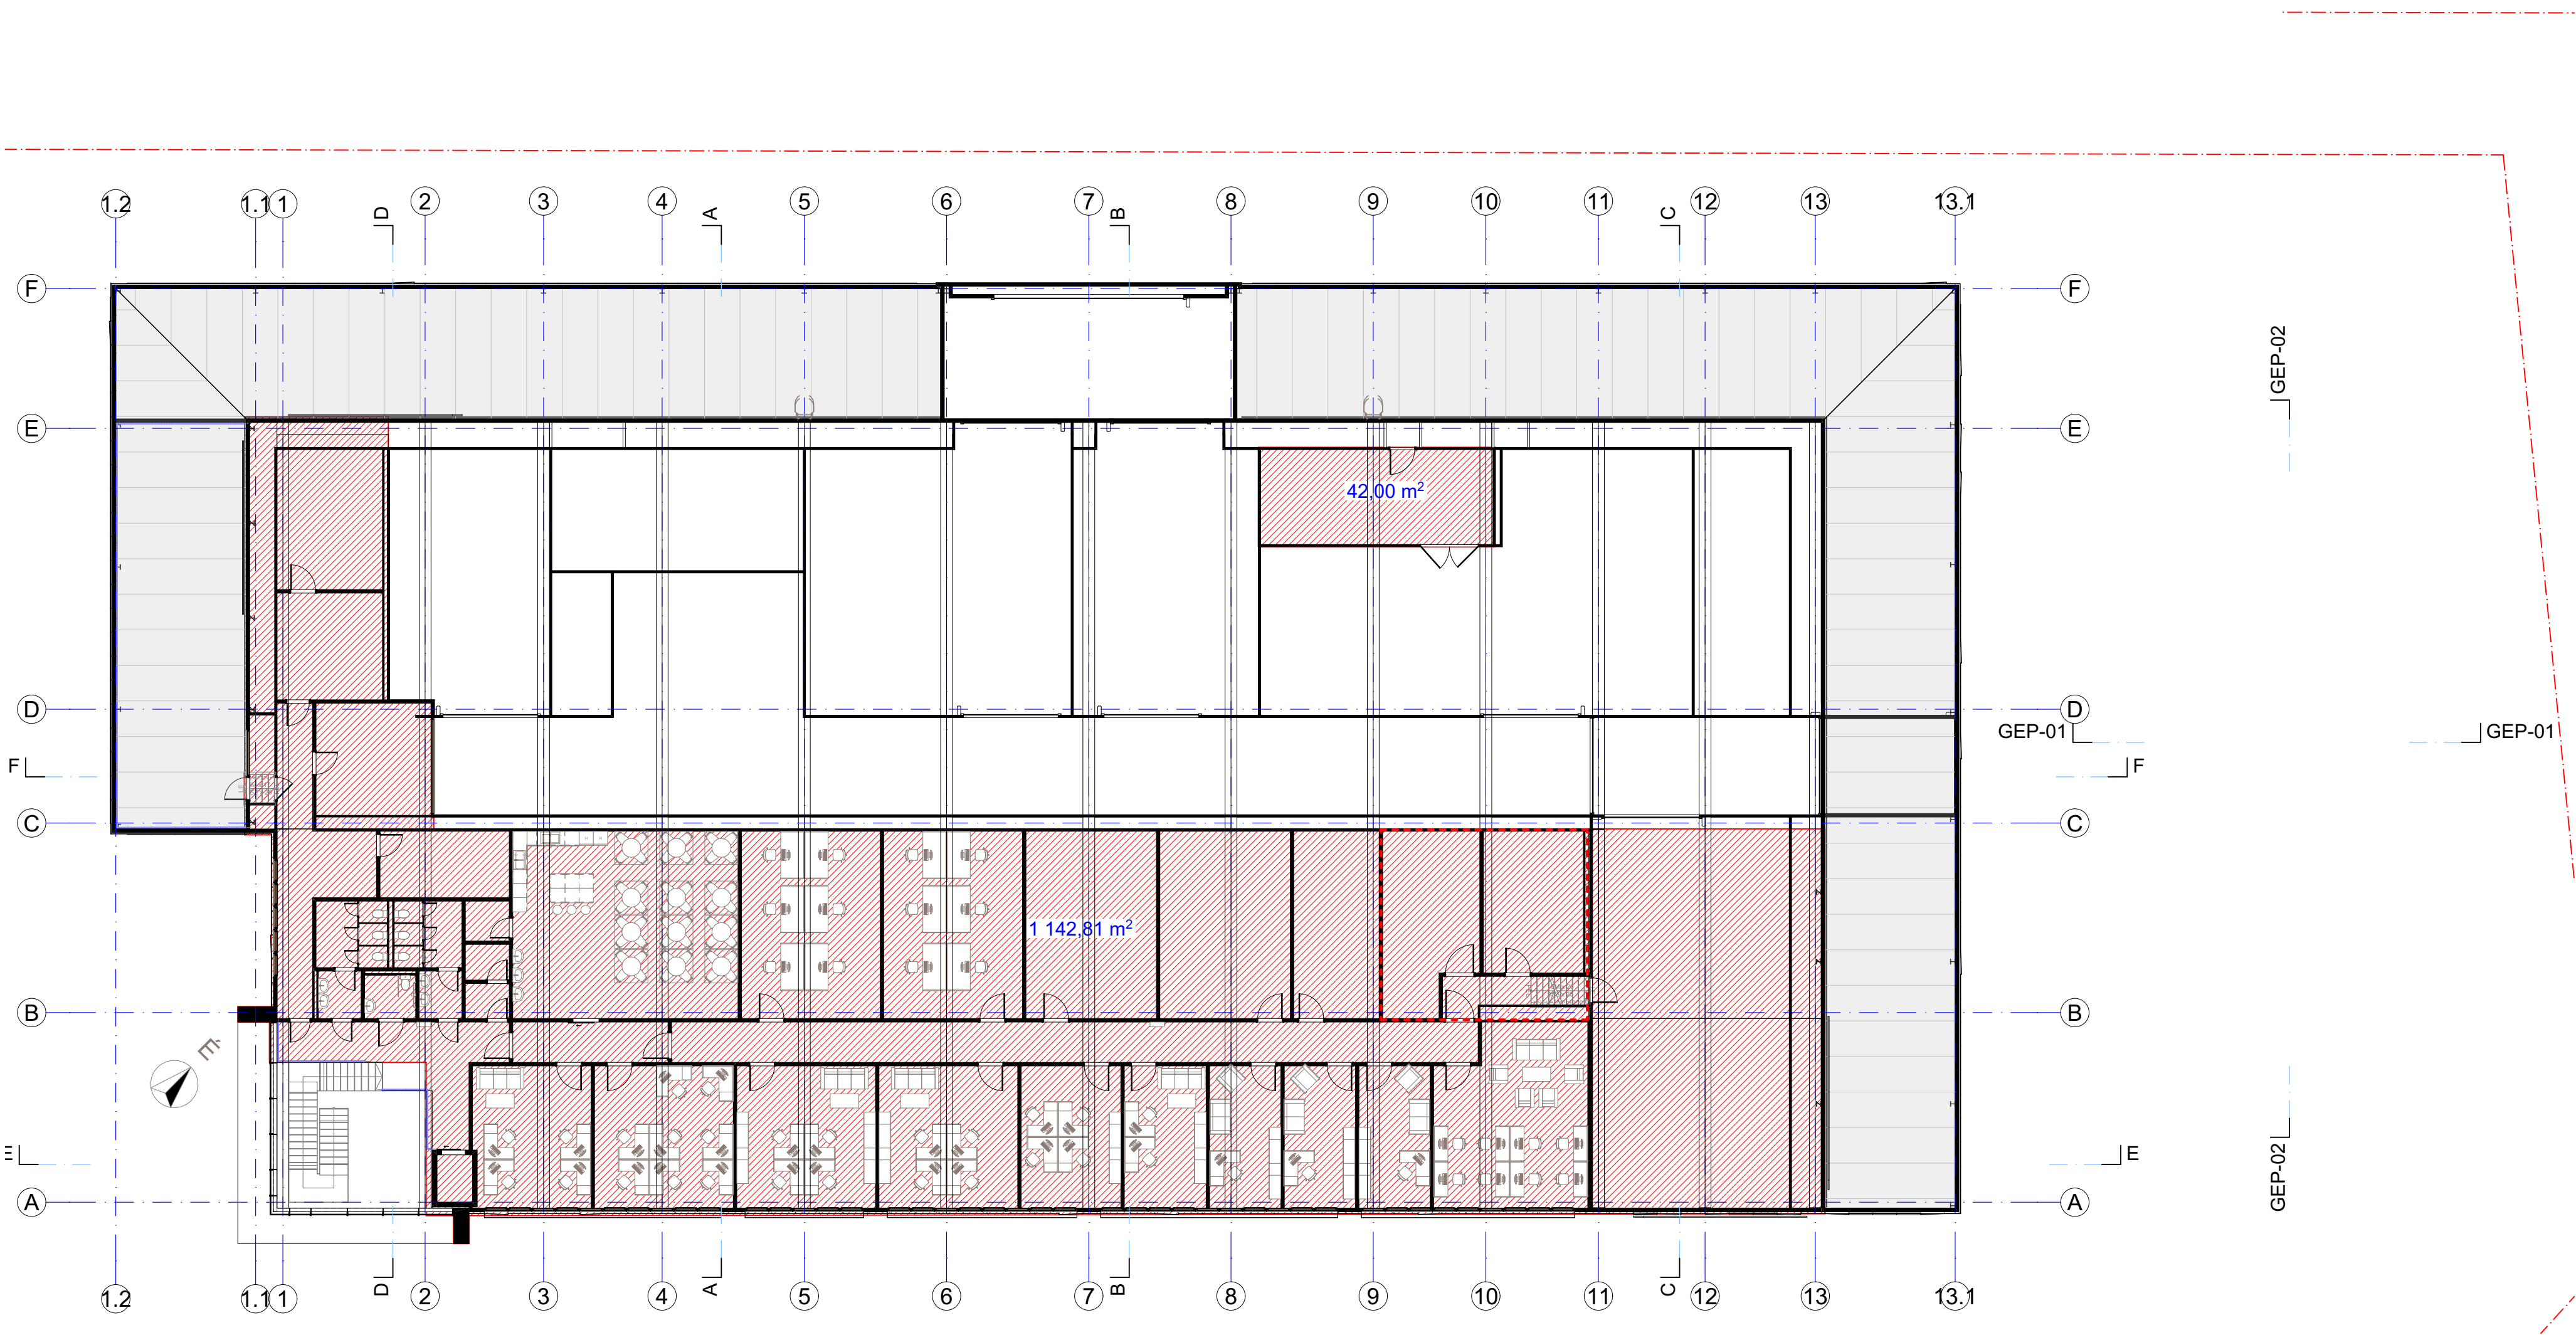 1.2 1.1 1 2 3 4 5 6 7 8 9 10 11 12 13 13.1
D A B C
F F
GEP-02
E E
42,00 m²
D D
GEP-01 GEP-01
F F
C C
1 142,81 m²
B B
É
E E
GEP-02
A A
D A B C
1.2 1.1 1 2 3 4 5 6 7 8 9 10 11 12 13 13.1